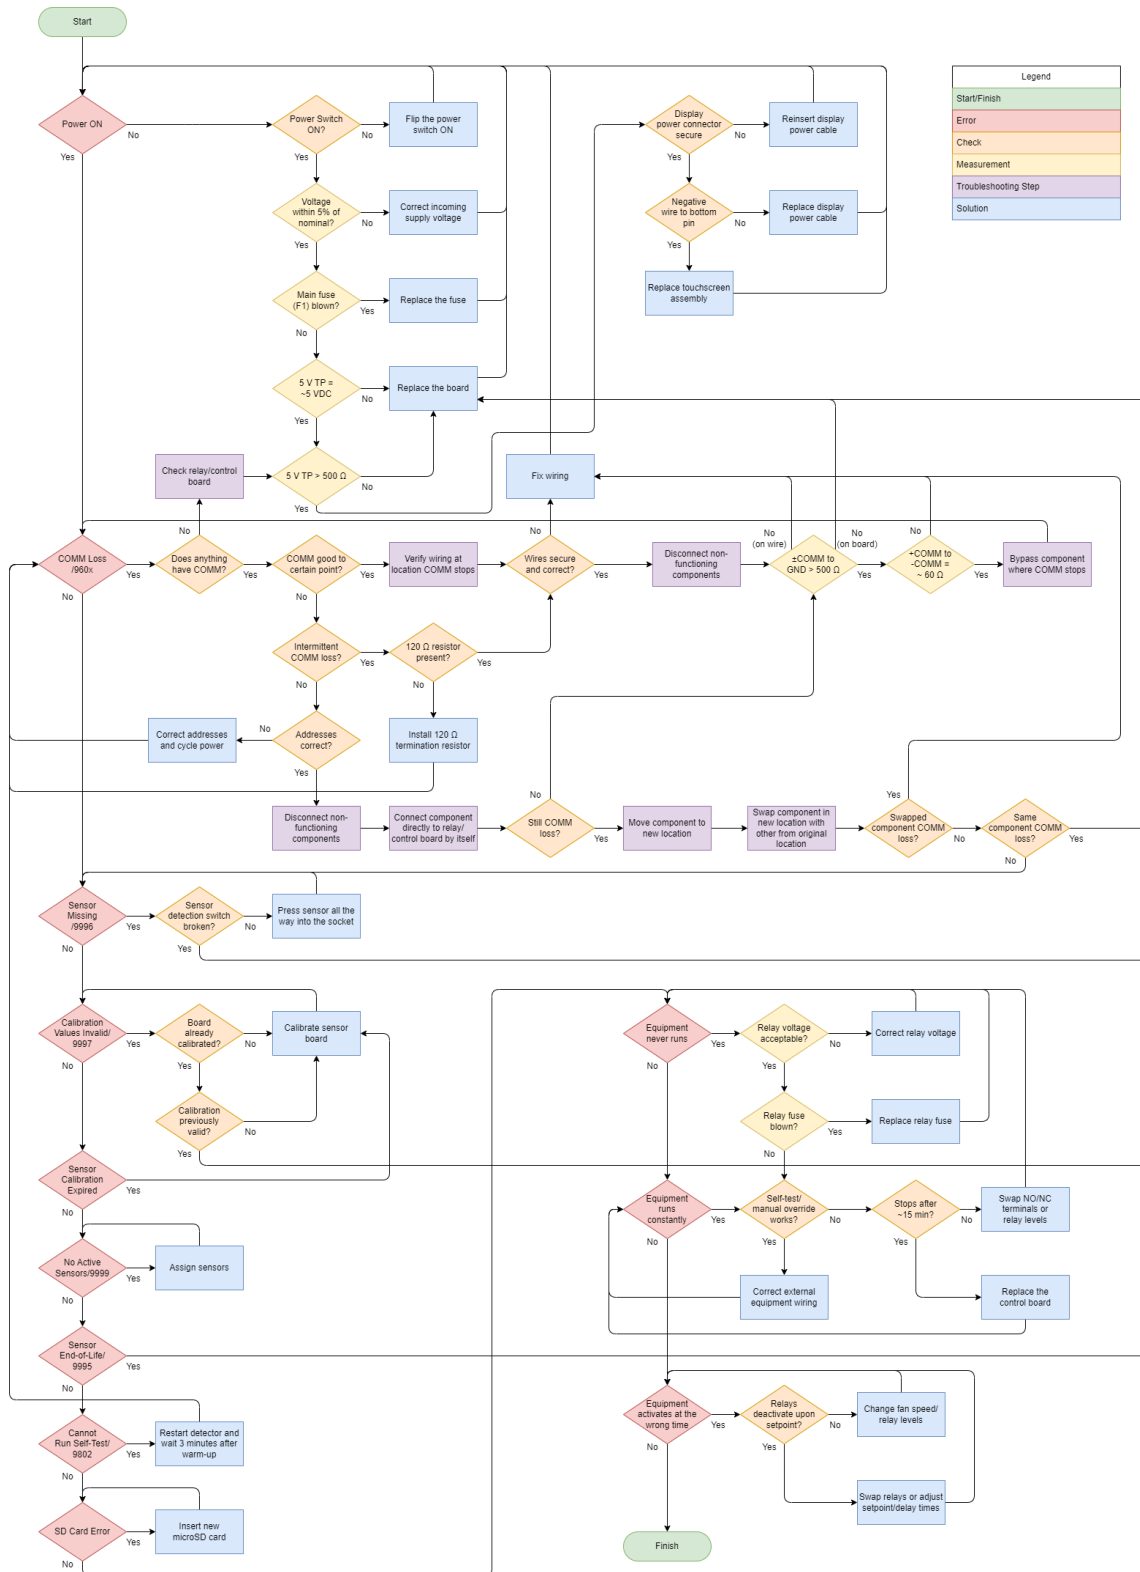 Start
Legend
Start/Finish
Error
Check
Measurement
Troubleshooting Step
Solution
Power ON
No
Yes
Power Switch
ON?
No
Yes
Flip the power
switch ON
Display
power connector
secure
No
Yes
Reinsert display
power cable
Voltage
within 5% of
nominal?
No
Yes
Correct incoming
supply voltage
Negative
wire to bottom
pin
No
Yes
Replace display
power cable
Main fuse
(F1) blown?
Yes
No
Replace the fuse
Replace touchscreen
assembly
5 V TP =
~5 VDC
No
Yes
Replace the board
Check relay/control
board
5 V TP > 500 Ω
No
Yes
Fix wiring
COMM Loss
/960x
Yes
No
Does anything
have COMM?
No
Yes
COMM good to
certain point?
Yes
No
Verify wiring at
location COMM stops
Wires secure
and correct?
No
Yes
Disconnect non-
functioning
components
No
(on wire)
No
(on board)
±COMM to
GND > 500 Ω
Yes
No
+COMM to
-COMM =
~ 60 Ω
Yes
Bypass component
where COMM stops
Intermittent
COMM loss?
Yes
No
120 Ω resistor
present?
Yes
No
Correct addresses
and cycle power
No
Addresses
correct?
Yes
Install 120 Ω
termination resistor
Disconnect non-
functioning
components
Connect component
directly to relay/
control board by itself
No
Still COMM
loss?
Yes
Move component to
new location
Swap component in
new location with
other from original
location
Yes
Swapped
component COMM
loss?
No
Same
component COMM
loss?
Yes
No
Sensor
Missing
/9996
Yes
No
Sensor
detection switch
broken?
No
Yes
Press sensor all the
way into the socket
Calibration
Values Invalid/
9997
Yes
No
Board
already
calibrated?
No
Yes
Calibrate sensor
board
Calibration
previously
valid?
No
Yes
Sensor
Calibration
Expired
Yes
No
No Active
Sensors/9999
Yes
No
Assign sensors
Sensor
End-of-Life/
9995
Yes
No
Cannot
Run Self-Test/
9802
Yes
No
Restart detector and
wait 3 minutes after
warm-up
SD Card Error
Yes
No
Insert new
microSD card
Equipment
never runs
Yes
No
Relay voltage
acceptable?
No
Yes
Correct relay voltage
Relay fuse
blown?
Yes
No
Replace relay fuse
Equipment
runs
constantly
Yes
No
Self-test/
manual override
works?
No
Yes
Stops after
~15 min?
No
Yes
Swap NO/NC
terminals or
relay levels
Correct external
equipment wiring
Replace the
control board
Equipment
activates at the
wrong time
Yes
No
Relays
deactivate upon
setpoint?
No
Yes
Change fan speed/
relay levels
Swap relays or adjust
setpoint/delay times
Finish